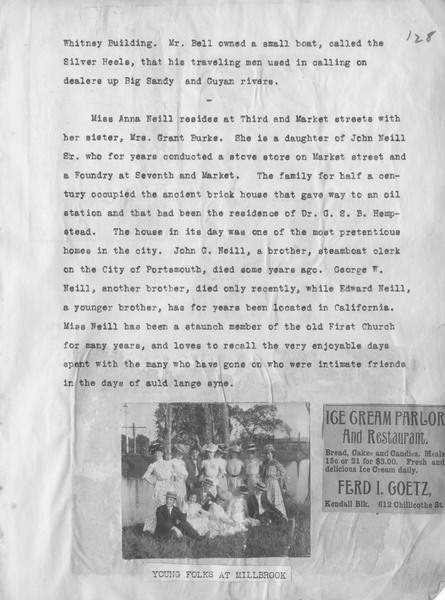 128
Whitney Building. Mr. Bell owned a small boat, called the
Silver Heels, that his traveling men used in calling on
dealers up Big Sandy and Guyan rivers.
Miss Anna Neill resides at Third and Market streets with
her sister, Mrs. Grant Burke. She is a daughter of John Neill
Sr. who for years conducted a stove store on Market street and
a Foundry at Seventh and Market. The family for half a cen-
tury occupied the ancient brick house that gave way to an oil
station and that had been the residence of Dr. G. S. B. Hemp-
stead. The house in its day was one of the most pretentious
homes in the city. John C. Neill, a brother, steamboat clerk
on the City of Portsmouth, died some years ago. George W.
Neill, another brother, died only recently, while Edward Neill,
a younger brother, has for years been located in California.
Miss Neill has been a staunch member of the old First Church
for many years, and loves to recall the very enjoyable days
spent with the many who have gone on who were intimate friends
in the days of auld lange syne.
ICE CREAM PARLOR
And Restaurant.
Bread, Cakes and Candies. Meals
15c or 21 for $3.00. Fresh and
delicious Ice Cream daily.
FERD I. GOETZ,
Kendall Blk. 612 Chillicothe St.
YOUNG FOLKS AT MILLBROOK